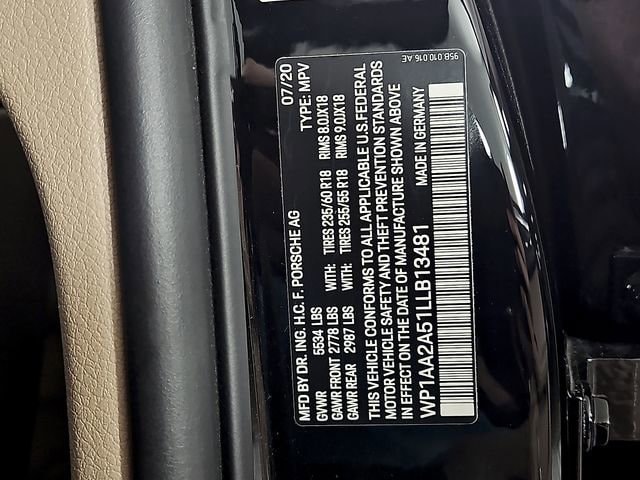 95B.010.016 AE
MFD BY DR. ING. H.C. F. PORSCHE AG 07/20
GVWR 5534 LBS TYPE: MPV
GAWR FRONT 2778 LBS WITH: TIRES 235/60 R18 RIMS 8.0JX18
GAWR REAR 2987 LBS WITH: TIRES 255/55 R18 RIMS 9.0JX18
THIS VEHICLE CONFORMS TO ALL APPLICABLE U.S FEDERAL
MOTOR VEHICLE SAFETY AND THEFT PREVENTION STANDARDS
IN EFFECT ON THE DATE OF MANUFACTURE SHOWN ABOVE
WP1AA2A51LLB13481 MADE IN GERMANY